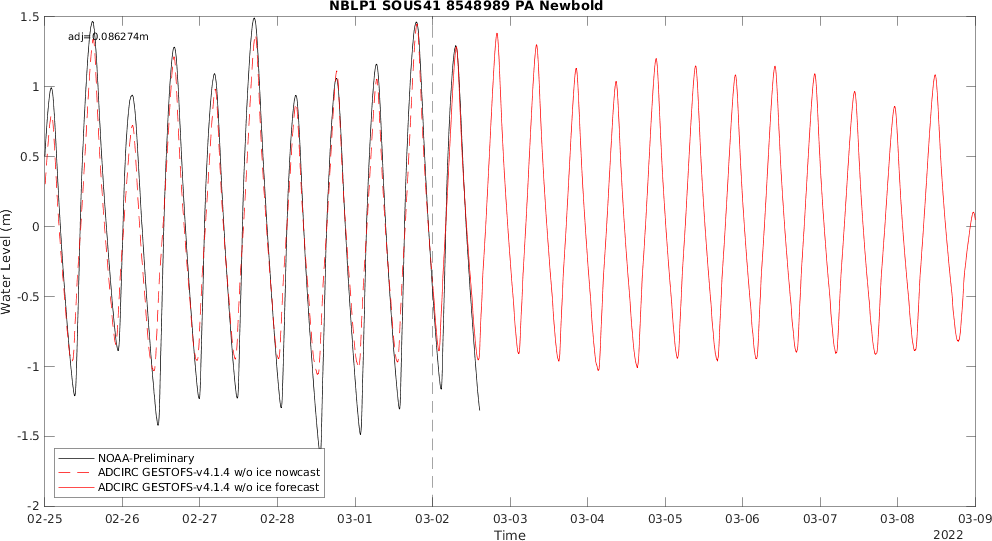 NBLP1 SOUS41 8548989 PA Newbold
adj=0.086274m
1.5
1
0.5
0
-0.5
-1
-1.5
-2
Water Level (m)
NOAA-Preliminary
ADCIRC GESTOFS-v4.1.4 w/o ice nowcast
ADCIRC GESTOFS-v4.1.4 w/o ice forecast
02-25 02-26 02-27 02-28 03-01 03-02 03-03 03-04 03-05 03-06 03-07 03-08 03-09
Time
2022